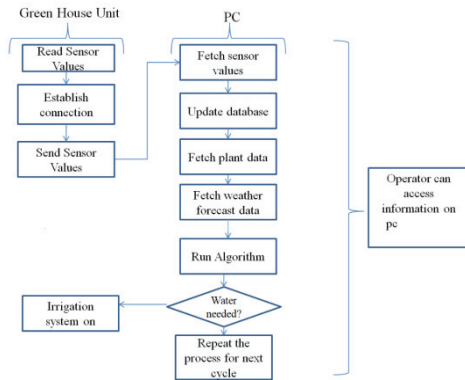 Green House Unit
PC
Read Sensor
Values
Establish
connection
Send Sensor
Values
Fetch sensor
values
Update database
Fetch plant data
Fetch weather
forecast data
Run Algorithm
Water
needed?
Irrigation
system on
Repeat the
process for next
cycle
Operator can
access
information on
pc